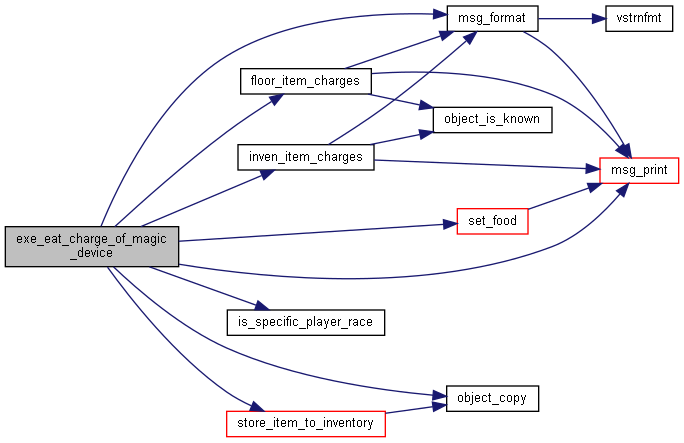 msg_format
vstrnfmt
floor_item_charges
object_is_known
inven_item_charges
msg_print
set_food
exe_eat_charge_of_magic
_device
is_specific_player_race
object_copy
store_item_to_inventory